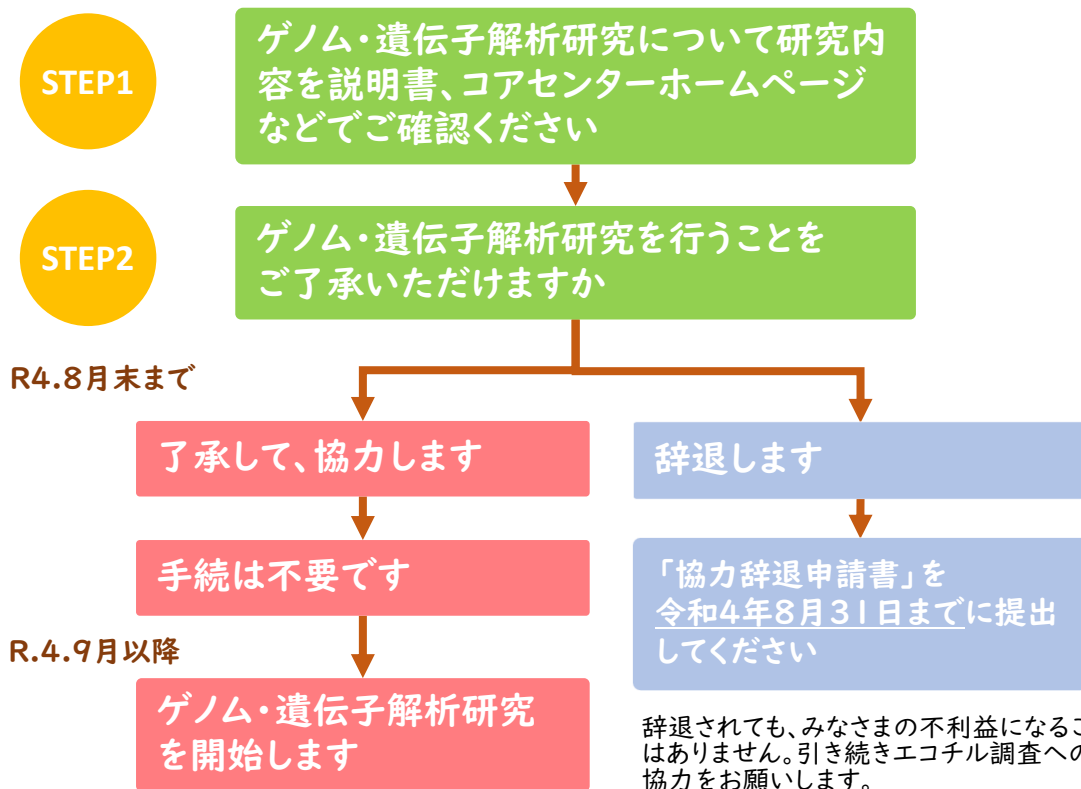 STEP1
ゲノム・遺伝子解析研究について研究内
容を説明書、コアセンターホームページ
などでご確認ください
STEP2
ゲノム・遺伝子解析研究を行うことを
ご了承いただけますか
R4.8月末まで
了承して、協力します
辞退します
手続は不要です
「協力辞退申請書」を
令和4年8月31日までに提出
してください
R.4.9月以降
ゲノム・遺伝子解析研究
を開始します
辞退されても、みなさまの不利益になるこ
はありません。引き続きエコチル調査への
協力をお願いします。